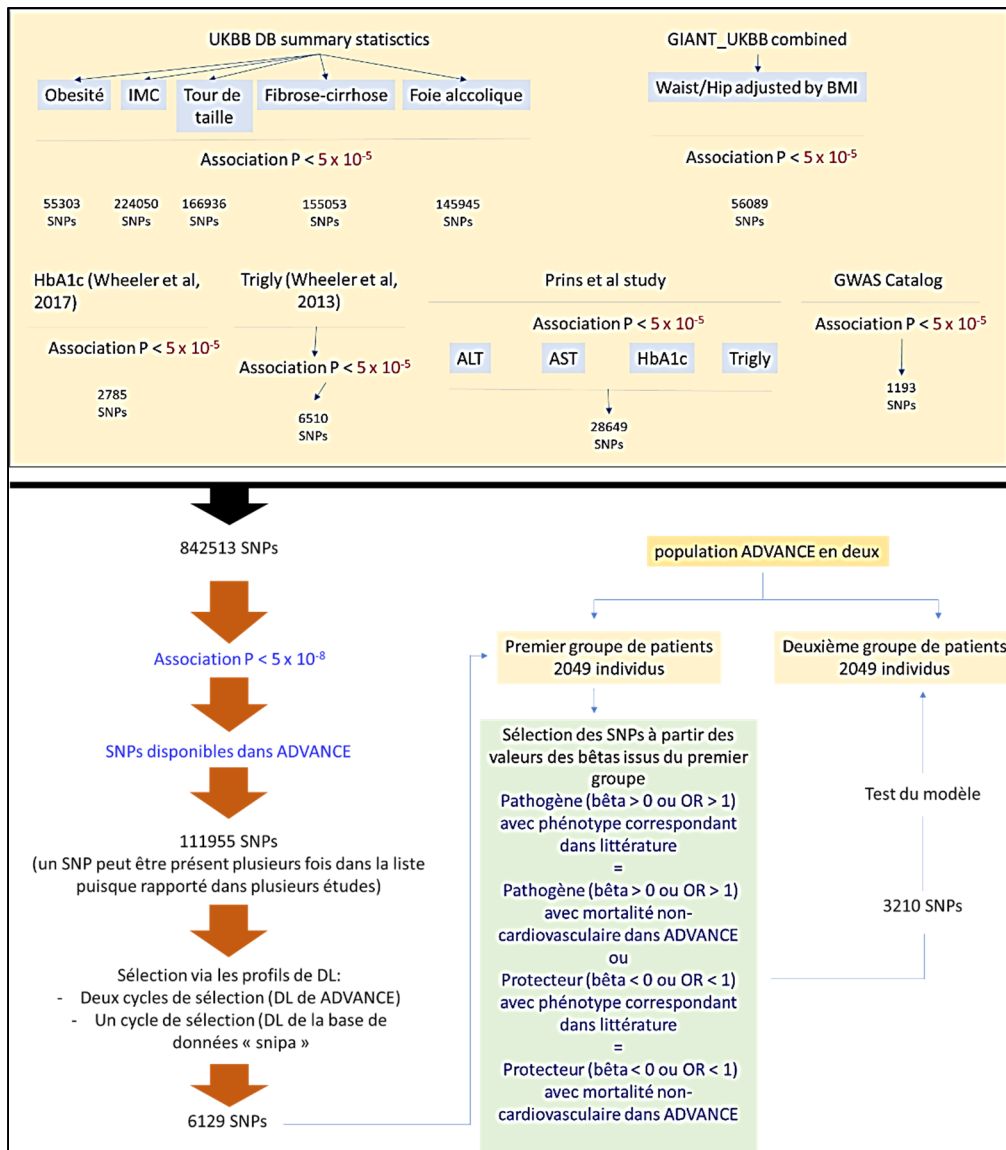 UKBB DB summary statisctics
GIANT_UKBB combined
Obesité
IMC
Tour de
taille
Fibrose-cirrhose
Foie alccolique
Waist/Hip adjusted by BMI
Association P < 5 x 10⁻⁵
Association P < 5 x 10⁻⁵
55303
SNPs
224050
SNPs
166936
SNPs
155053
SNPs
145945
SNPs
56089
SNPs
HbA1c (Wheeler et al,
2017)
Association P < 5 x 10⁻⁵
2785
SNPs
Trigly (Wheeler et al,
2013)
Association P < 5 x 10⁻⁵
6510
SNPs
Prins et al study
Association P < 5 x 10⁻⁵
ALT
AST
HbA1c
Trigly
28649
SNPs
GWAS Catalog
Association P < 5 x 10⁻⁵
1193
SNPs
842513 SNPs
Association P < 5 x 10⁻⁸
SNPs disponibles dans ADVANCE
111955 SNPs
(un SNP peut être présent plusieurs fois dans la liste
puisque rapporté dans plusieurs études)
Sélection via les profils de DL:
- Deux cycles de sélection (DL de ADVANCE)
- Un cycle de sélection (DL de la base de
données « snipa »
6129 SNPs
population ADVANCE en deux
Premier groupe de patients
2049 individus
Deuxième groupe de patients
2049 individus
Sélection des SNPs à partir des
valeurs des bêtas issus du premier
groupe
Pathogène (bêta > 0 ou OR > 1)
avec phénotype correspondant
dans littérature
=
Pathogène (bêta > 0 ou OR > 1)
avec mortalité non-
cardiovasculaire dans ADVANCE
ou
Protecteur (bêta < 0 ou OR < 1)
avec phénotype correspondant
dans littérature
=
Protecteur (bêta < 0 ou OR < 1)
avec mortalité non-
cardiovasculaire dans ADVANCE
Test du modèle
3210 SNPs